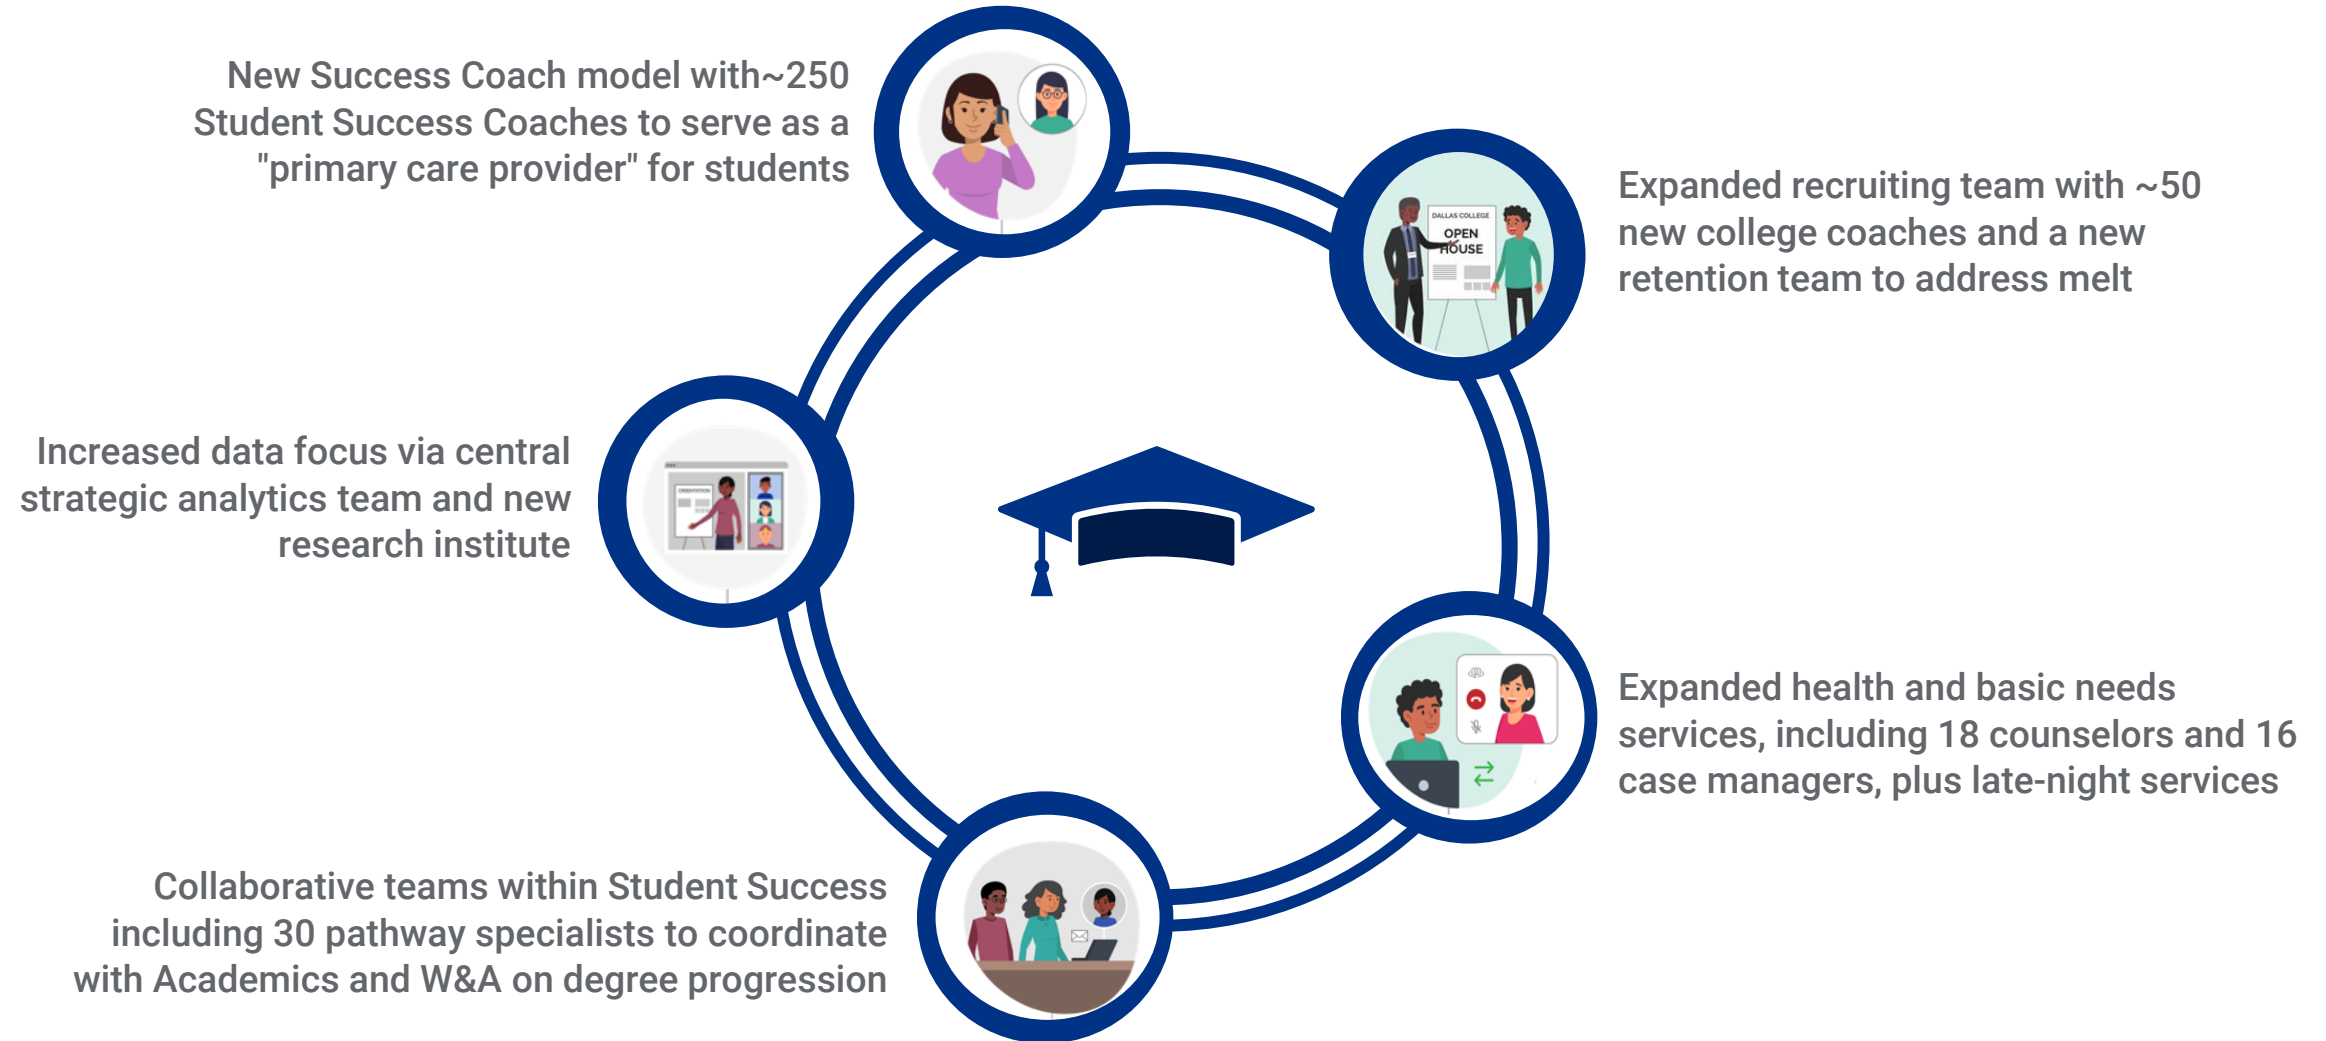 New Success Coach model with~250
Student Success Coaches to serve as a
"primary care provider" for students
Expanded recruiting team with ~50
new college coaches and a new
retention team to address melt
DALLAS COLLEGE
OPEN
HOUSE
Increased data focus via central
strategic analytics team and new
research institute
ORIENTATION
Expanded health and basic needs
services, including 18 counselors and 16
case managers, plus late-night services
Collaborative teams within Student Success
including 30 pathway specialists to coordinate
with Academics and W&A on degree progression